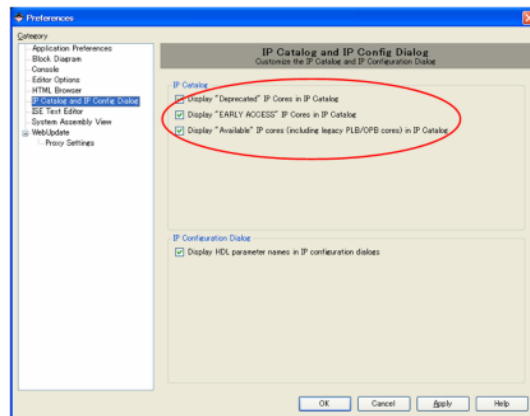 Preferences
Category
Application Preferences
Block Diagram
Console
Editor Options
HTML Browser
IP Catalog and IP Config Dialog
ISE Text Editor
System Assembly View
WebUpdate
Proxy Settings
IP Catalog and IP Config Dialog
Customize the IP Catalog and IP Configuration Dialog
IP Catalog
Display "Deprecated" IP Cores in IP Catalog
Display "EARLY ACCESS" IP Cores in IP Catalog
Display "Available" IP cores (including legacy PLB/OPB cores) in IP Catalog
IP Configuration Dialog
Display HDL parameter names in IP configuration dialogs
OK
Cancel
Apply
Help